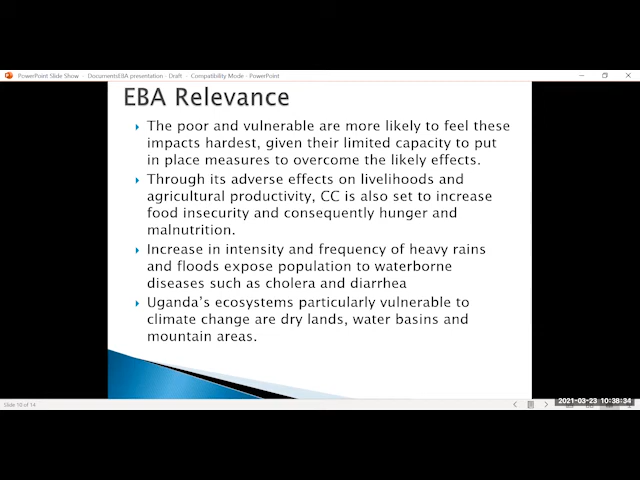 PowerPoint Slide Show - DocumentsEBA presentation - Draft - Compatibility Mode - PowerPoint
EBA Relevance
The poor and vulnerable are more likely to feel these
impacts hardest, given their limited capacity to put
in place measures to overcome the likely effects.
Through its adverse effects on livelihoods and
agricultural productivity, CC is also set to increase
food insecurity and consequently hunger and
malnutrition.
Increase in intensity and frequency of heavy rains
and floods expose population to waterborne
diseases such as cholera and diarrhea
Uganda's ecosystems particularly vulnerable to
climate change are dry lands, water basins and
mountain areas.
Slide 10 of 14
2021-03-23 10:38:34